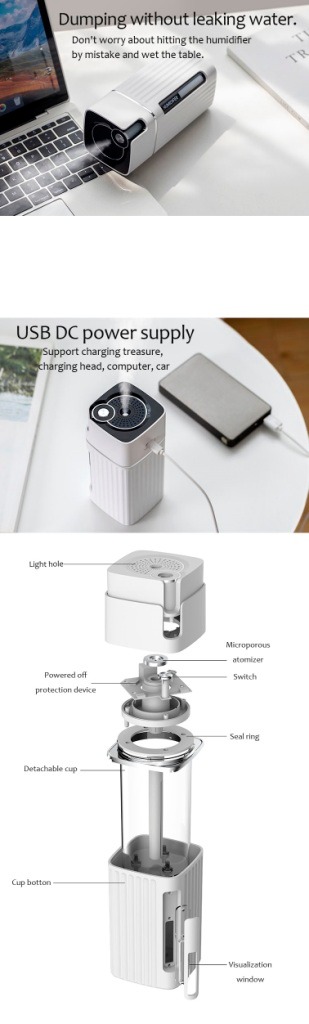 Dumping without leaking water.
Don't worry about hitting the humidifier
by mistake and wet the table.
USB DC power supply
Support charging treasure,
charging head, computer, car
Light hole
Microporous
atomizer
Powered off
protection device
Switch
Seal ring
Detachable cup
Cup botton
Visualization
window